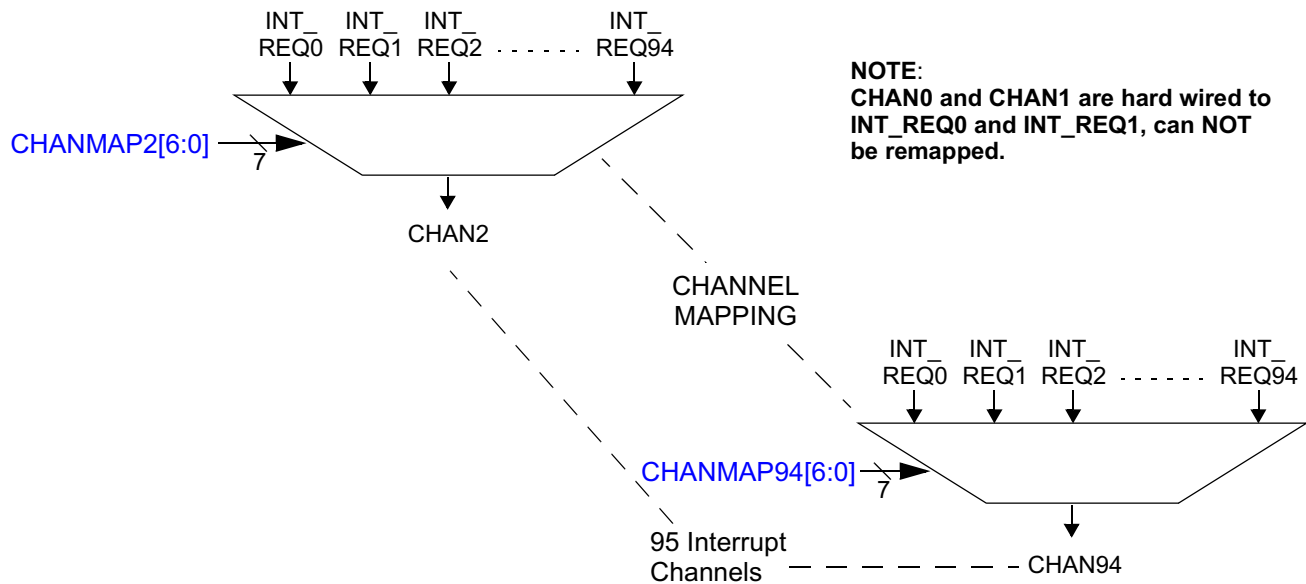 INT_ INT_ INT_ INT_
REQ0 REQ1 REQ2 REQ94
NOTE:
CHAN0 and CHAN1 are hard wired to
INT_REQ0 and INT_REQ1, can NOT
be remapped.
CHANMAP2[6:0]
7
CHAN2
CHANNEL
MAPPING
INT_ INT_ INT_ INT_
REQ0 REQ1 REQ2 REQ94
CHANMAP94[6:0]
7
95 Interrupt
Channels
CHAN94